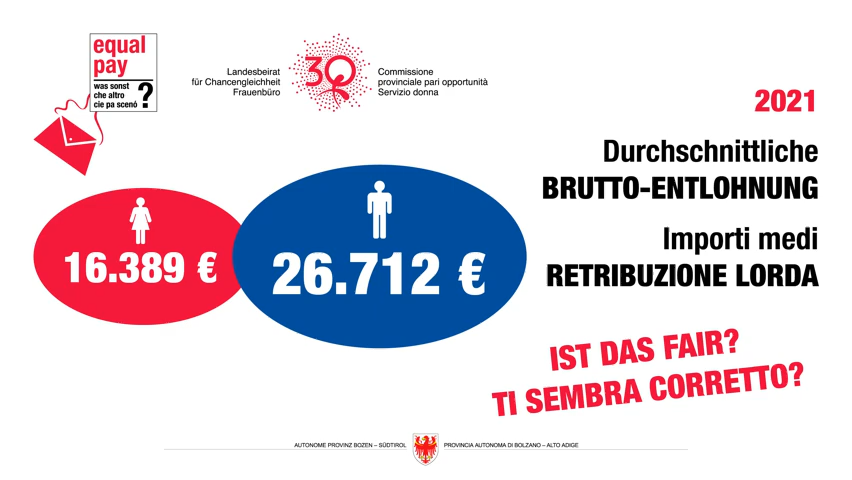 equal
pay
was sonst
che altro
cie pa scenó
?
Landesbeirat
für Chancengleichheit
Frauenbüro
30
Commissione
provinciale pari opportunità
Servizio donna
2021
Durchschnittliche
BRUTTO-ENTLOHNUNG
Importi medi
RETRIBUZIONE LORDA
16.389 €
26.712 €
IST DAS FAIR?
TI SEMBRA CORRETTO?
AUTONOME PROVINZ BOZEN – SÜDTIROL
PROVINCIA AUTONOMA DI BOLZANO – ALTO ADIGE